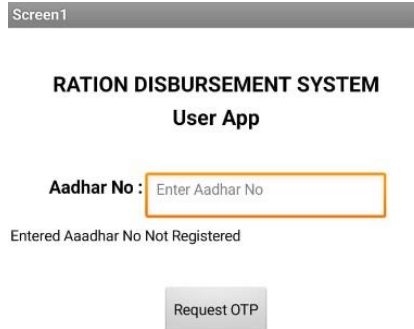 Screen1
RATION DISBURSEMENT SYSTEM
User App
Aadhar No : Enter Aadhar No
Entered Aaadhar No Not Registered
Request OTP